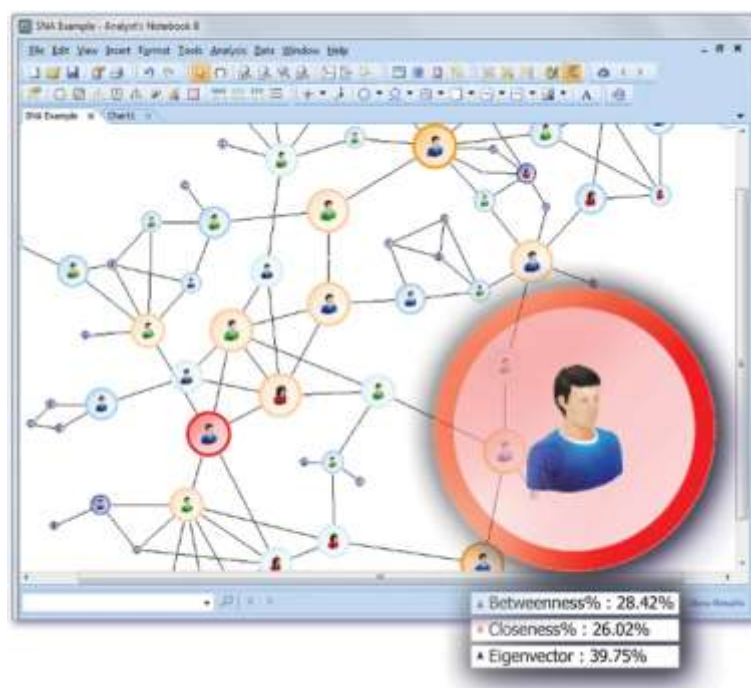 SNA Example - Analyst's Notebook 8
File Edit View Insert Format Tools Analysis Data Window Help
SNA Example Chart1
A
Betweenness% : 28.42%
Closeness% : 26.02%
Eigenvector : 39.75%